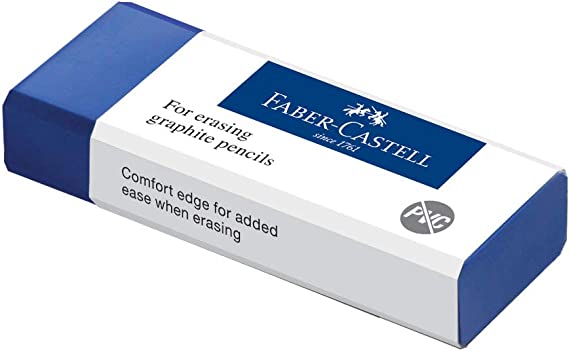 For erasing
graphite pencils
FABER-CASTELL
since 1761
PVC
Comfort edge for added
ease when erasing